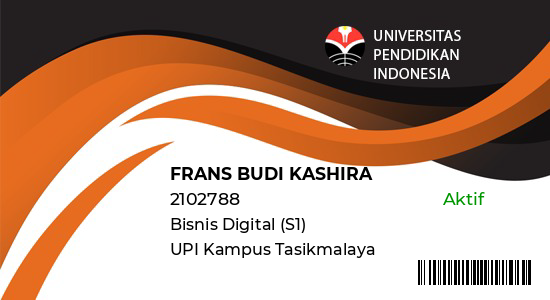 UNIVERSITAS
PENDIDIKAN
INDONESIA
FRANS BUDI KASHIRA
2102788
Aktif
Bisnis Digital (S1)
UPI Kampus Tasikmalaya